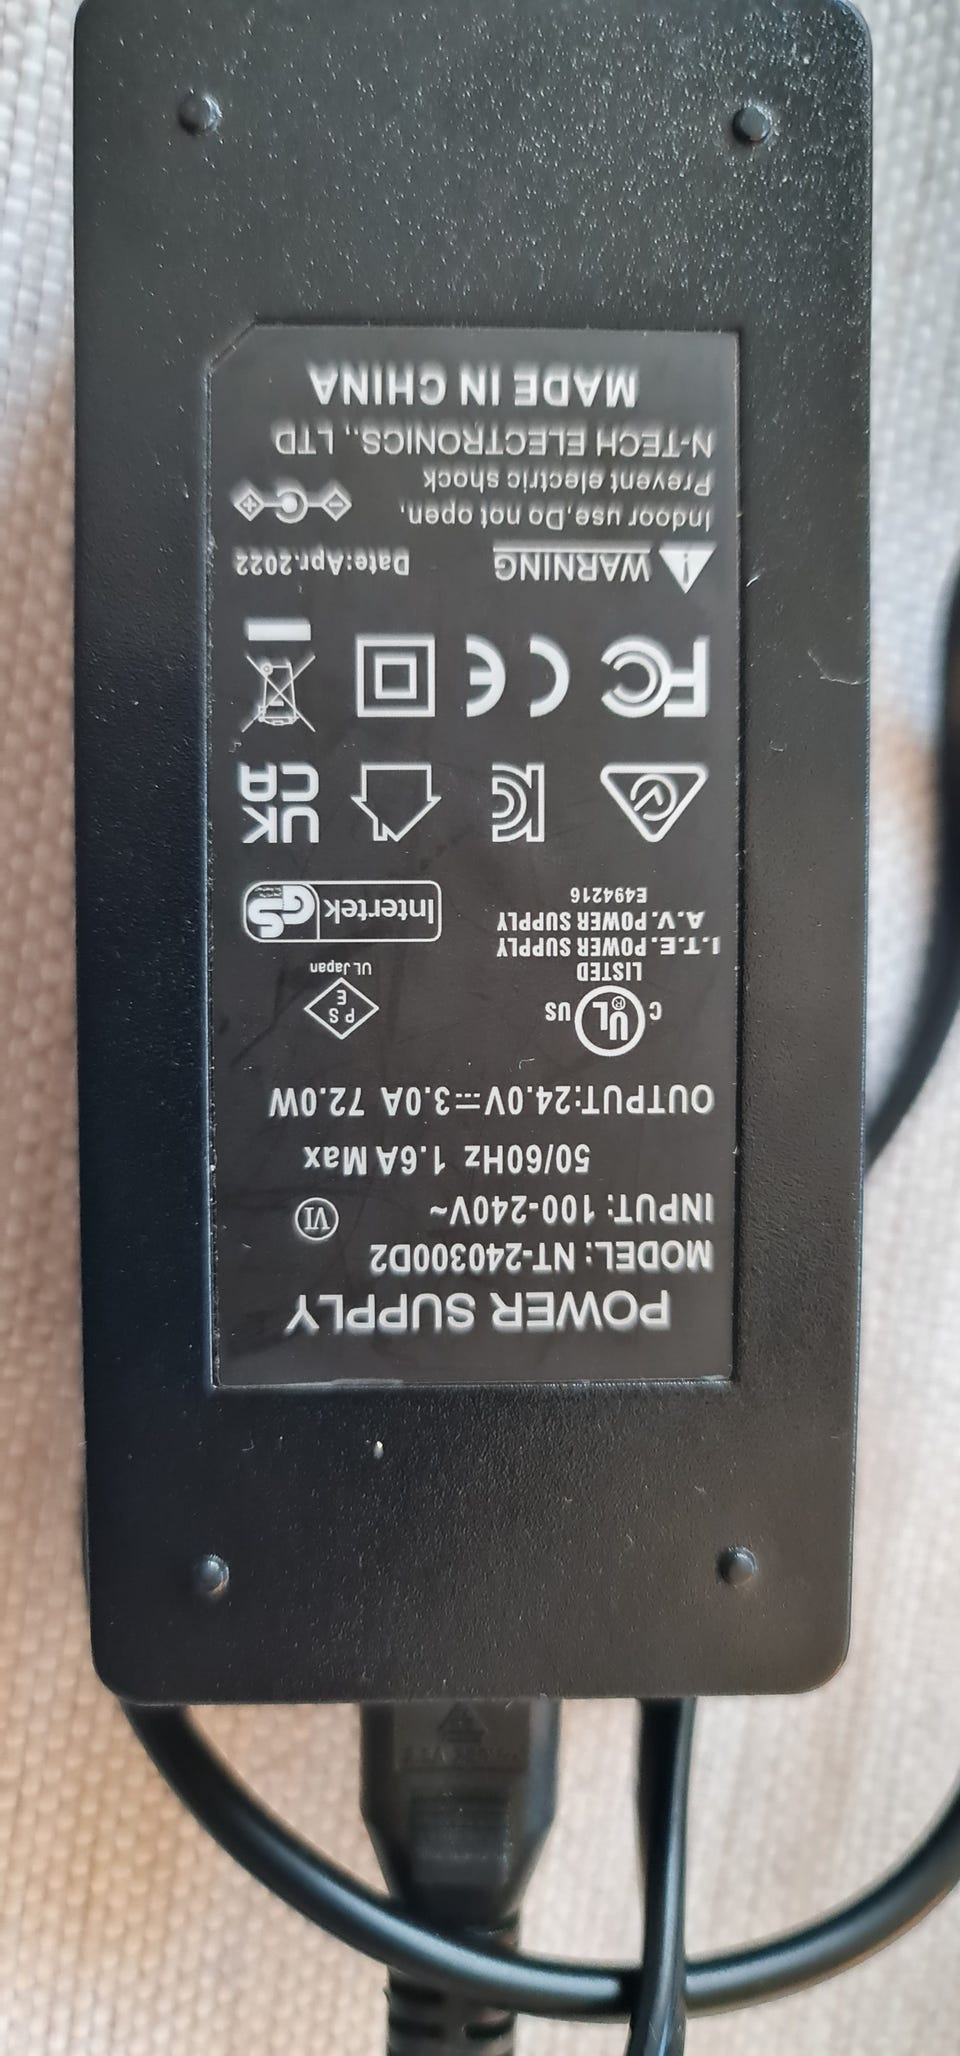 POWER SUPPLY
MODEL: NT-240300D2
INPUT: 100-240V~
50/60Hz 1.6A Max
VI
OUTPUT:24.0V⎓3.0A 72.0W
C UL® US
LISTED
I.T.E. POWER SUPPLY
A.V. POWER SUPPLY
E494216
PSE
UL Japan
Intertek GS
UK
CA
FC CE
WARNING
Date:Apr.2022
Indoor use,Do not open,
Prevent electric shock
N-TECH ELECTRONICS., LTD
MADE IN CHINA